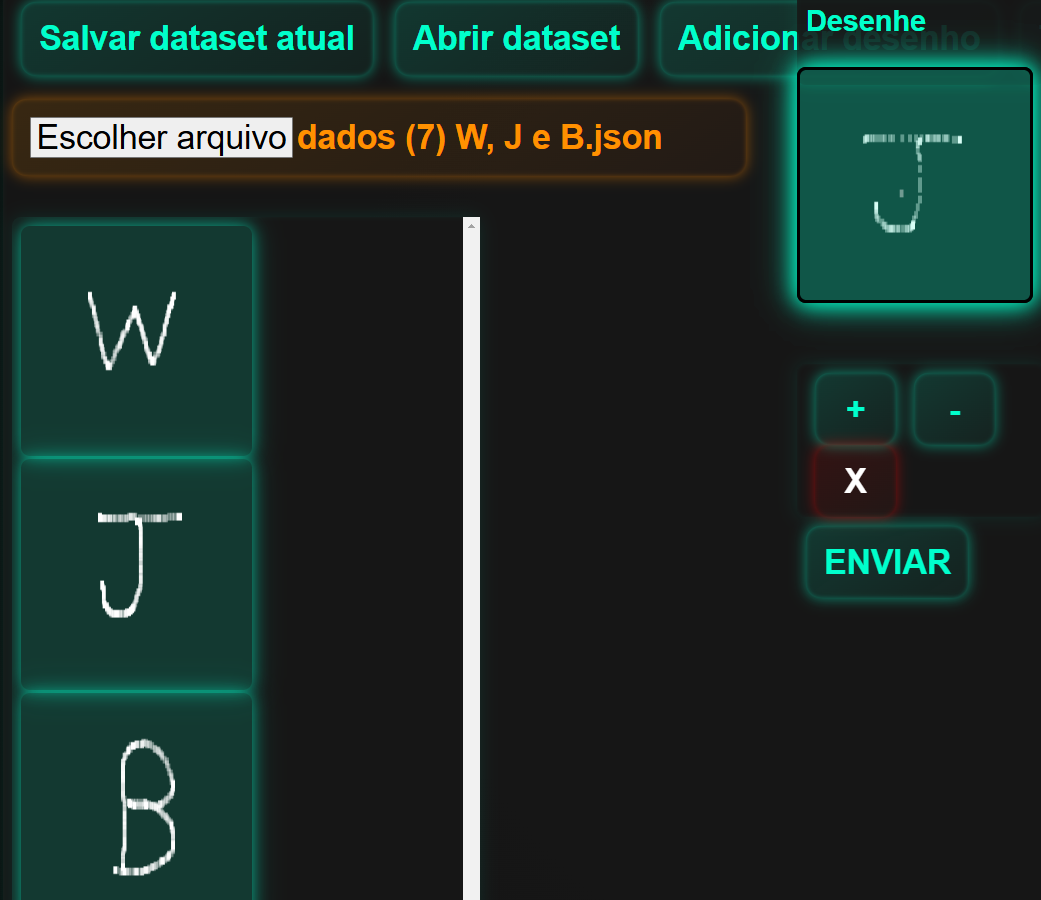 Salvar dataset atual
Abrir dataset
Adicionar desenho
Desenhe
Escolher arquivo dados (7) W, J e B.json
J
W
+
-
X
J
ENVIAR
B